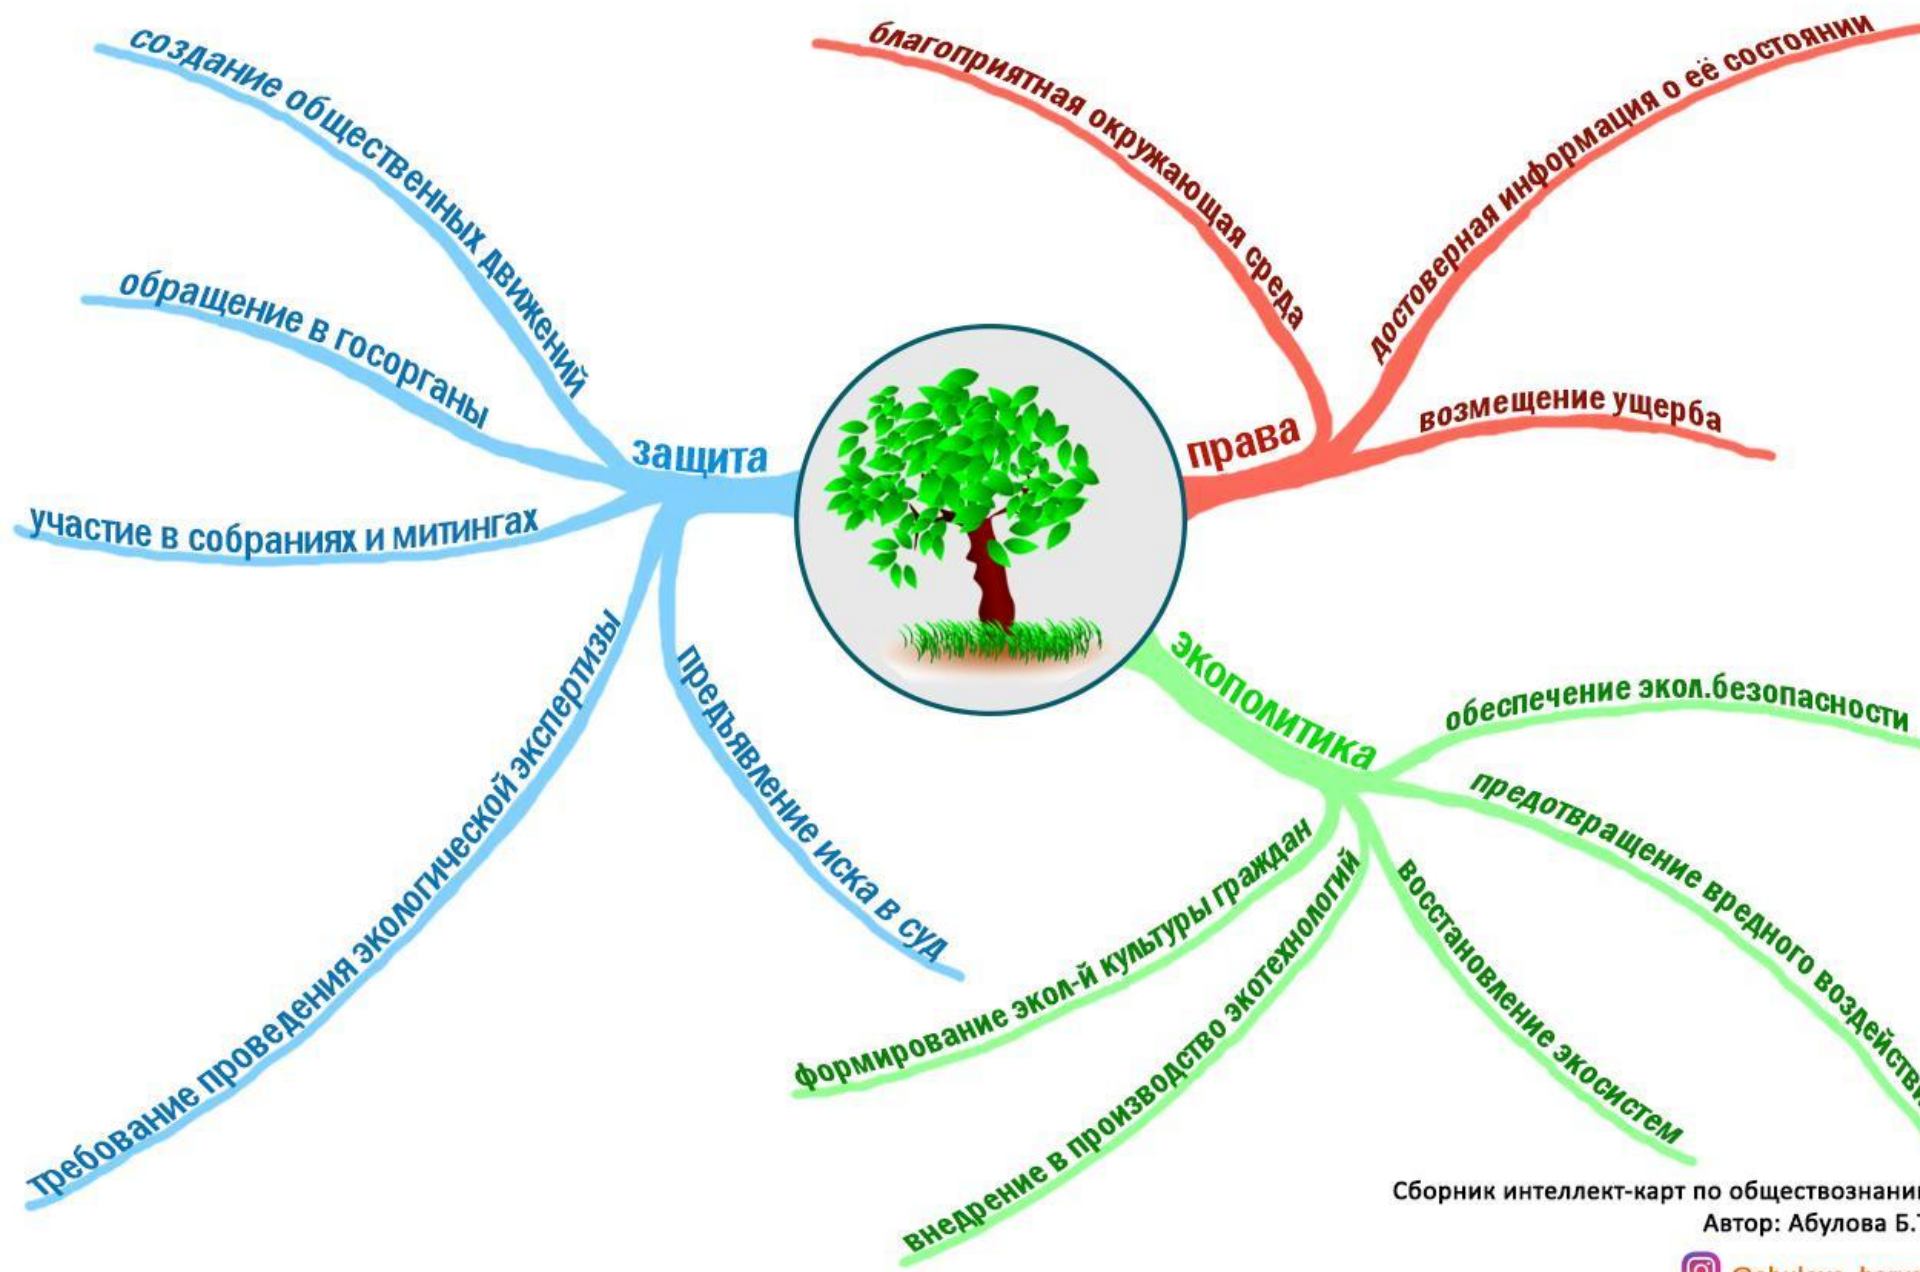 создание общественных движений
обращение в госорганы
участие в собраниях и митингах
требование проведения экологической экспертизы
предъявление иска в суд
защита
благоприятная окружающая среда
достоверная информация о её состоянии
возмещение ущерба
права
экополитика
обеспечение экол.безопасности
предотвращение вредного
восстановление экосистем
внедрение в производство экотехнологий
формирование экол-й культуры граждан
Сборник интеллект-карт по
Автор: Абулова Б.